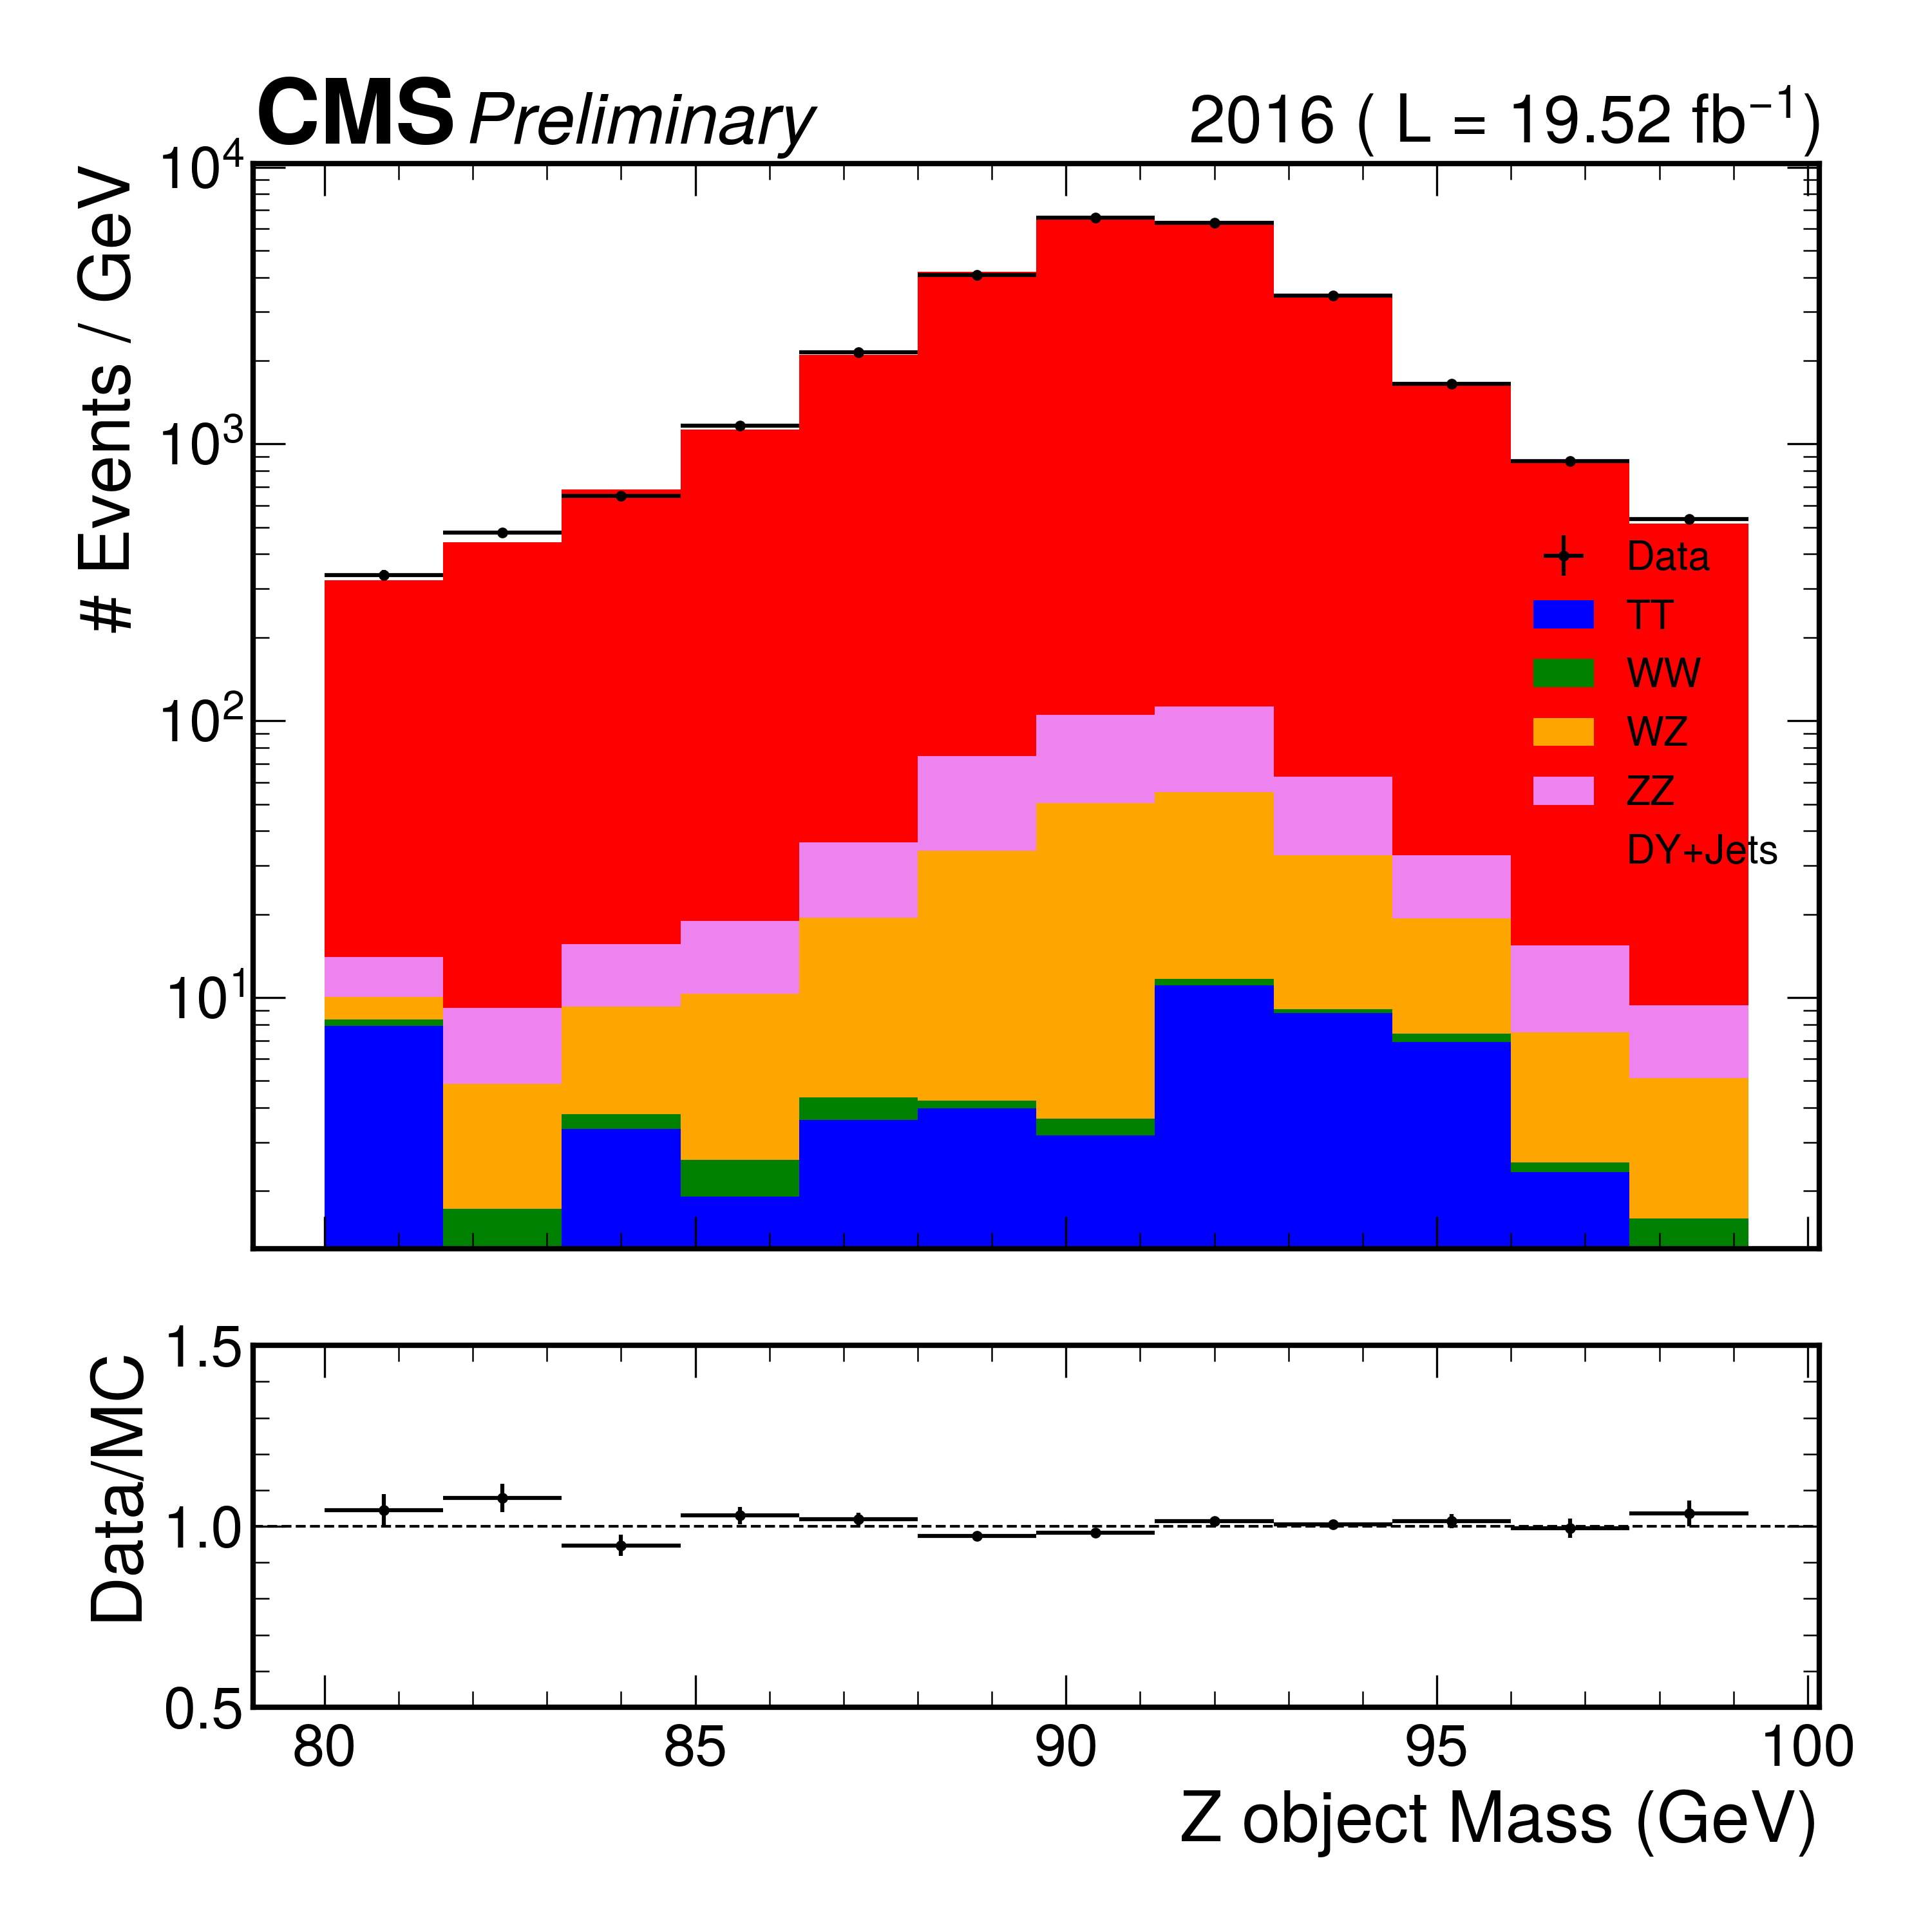 CMS Preliminary 2016 ( L = 19.52 fb⁻¹)
# Events / GeV
10⁴
10³
10²
10¹
Data
TT
WW
WZ
ZZ
DY+Jets
Data/MC
1.5
1.0
0.5
80 85 90 95 100
Z object Mass (GeV)